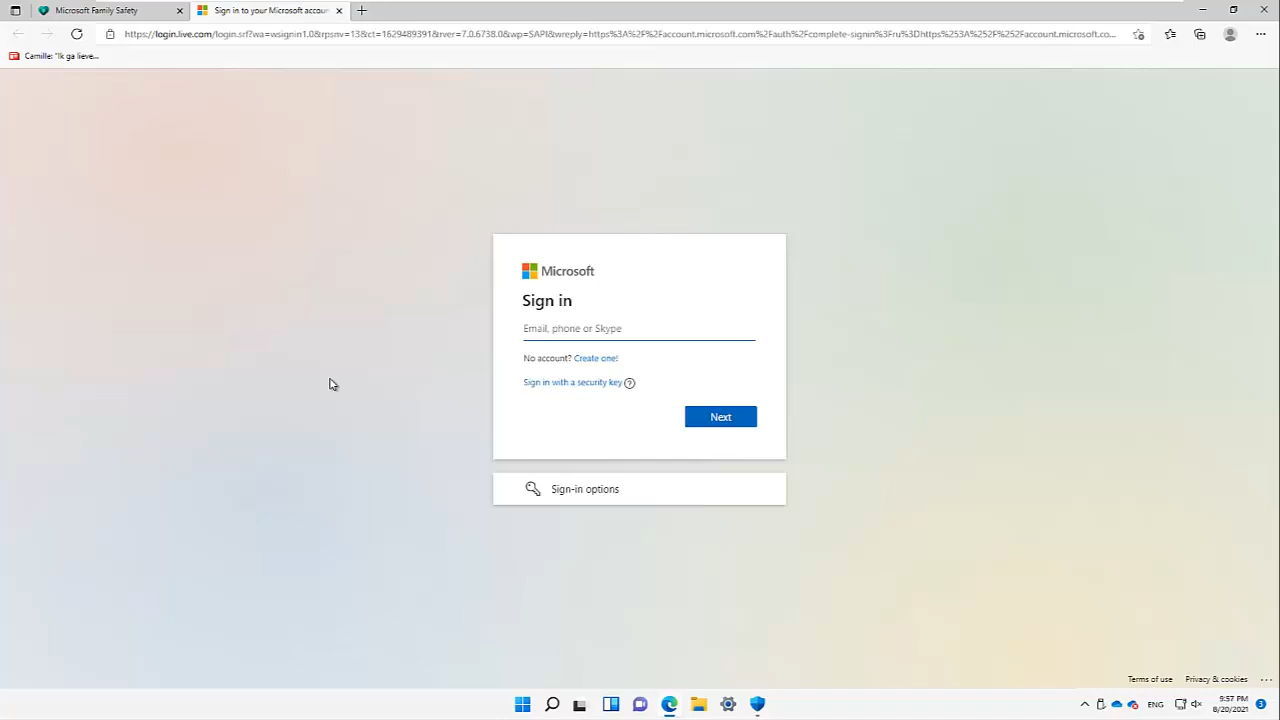 Microsoft Family Safety
Sign in to your Microsoft accoun
https://login.live.com/login.srf?wa=wsignin1.0&rpsnv=13&ct=1629489391&rver=7.0.6738.0&wp=SAPI&wreply=https%3A%2F%2Faccount.microsoft.com%2Fauth%2Fcomplete-signin%3Fru%3Dhttps%253A%252F%252Faccount.microsoft.co...
Camille: "Ik ga lieve...
Microsoft
Sign in
Email, phone or Skype
No account? Create one!
Sign in with a security key
Next
Sign-in options
Terms of use Privacy & cookies ...
ENG
9:57 PM
8/20/2021
3